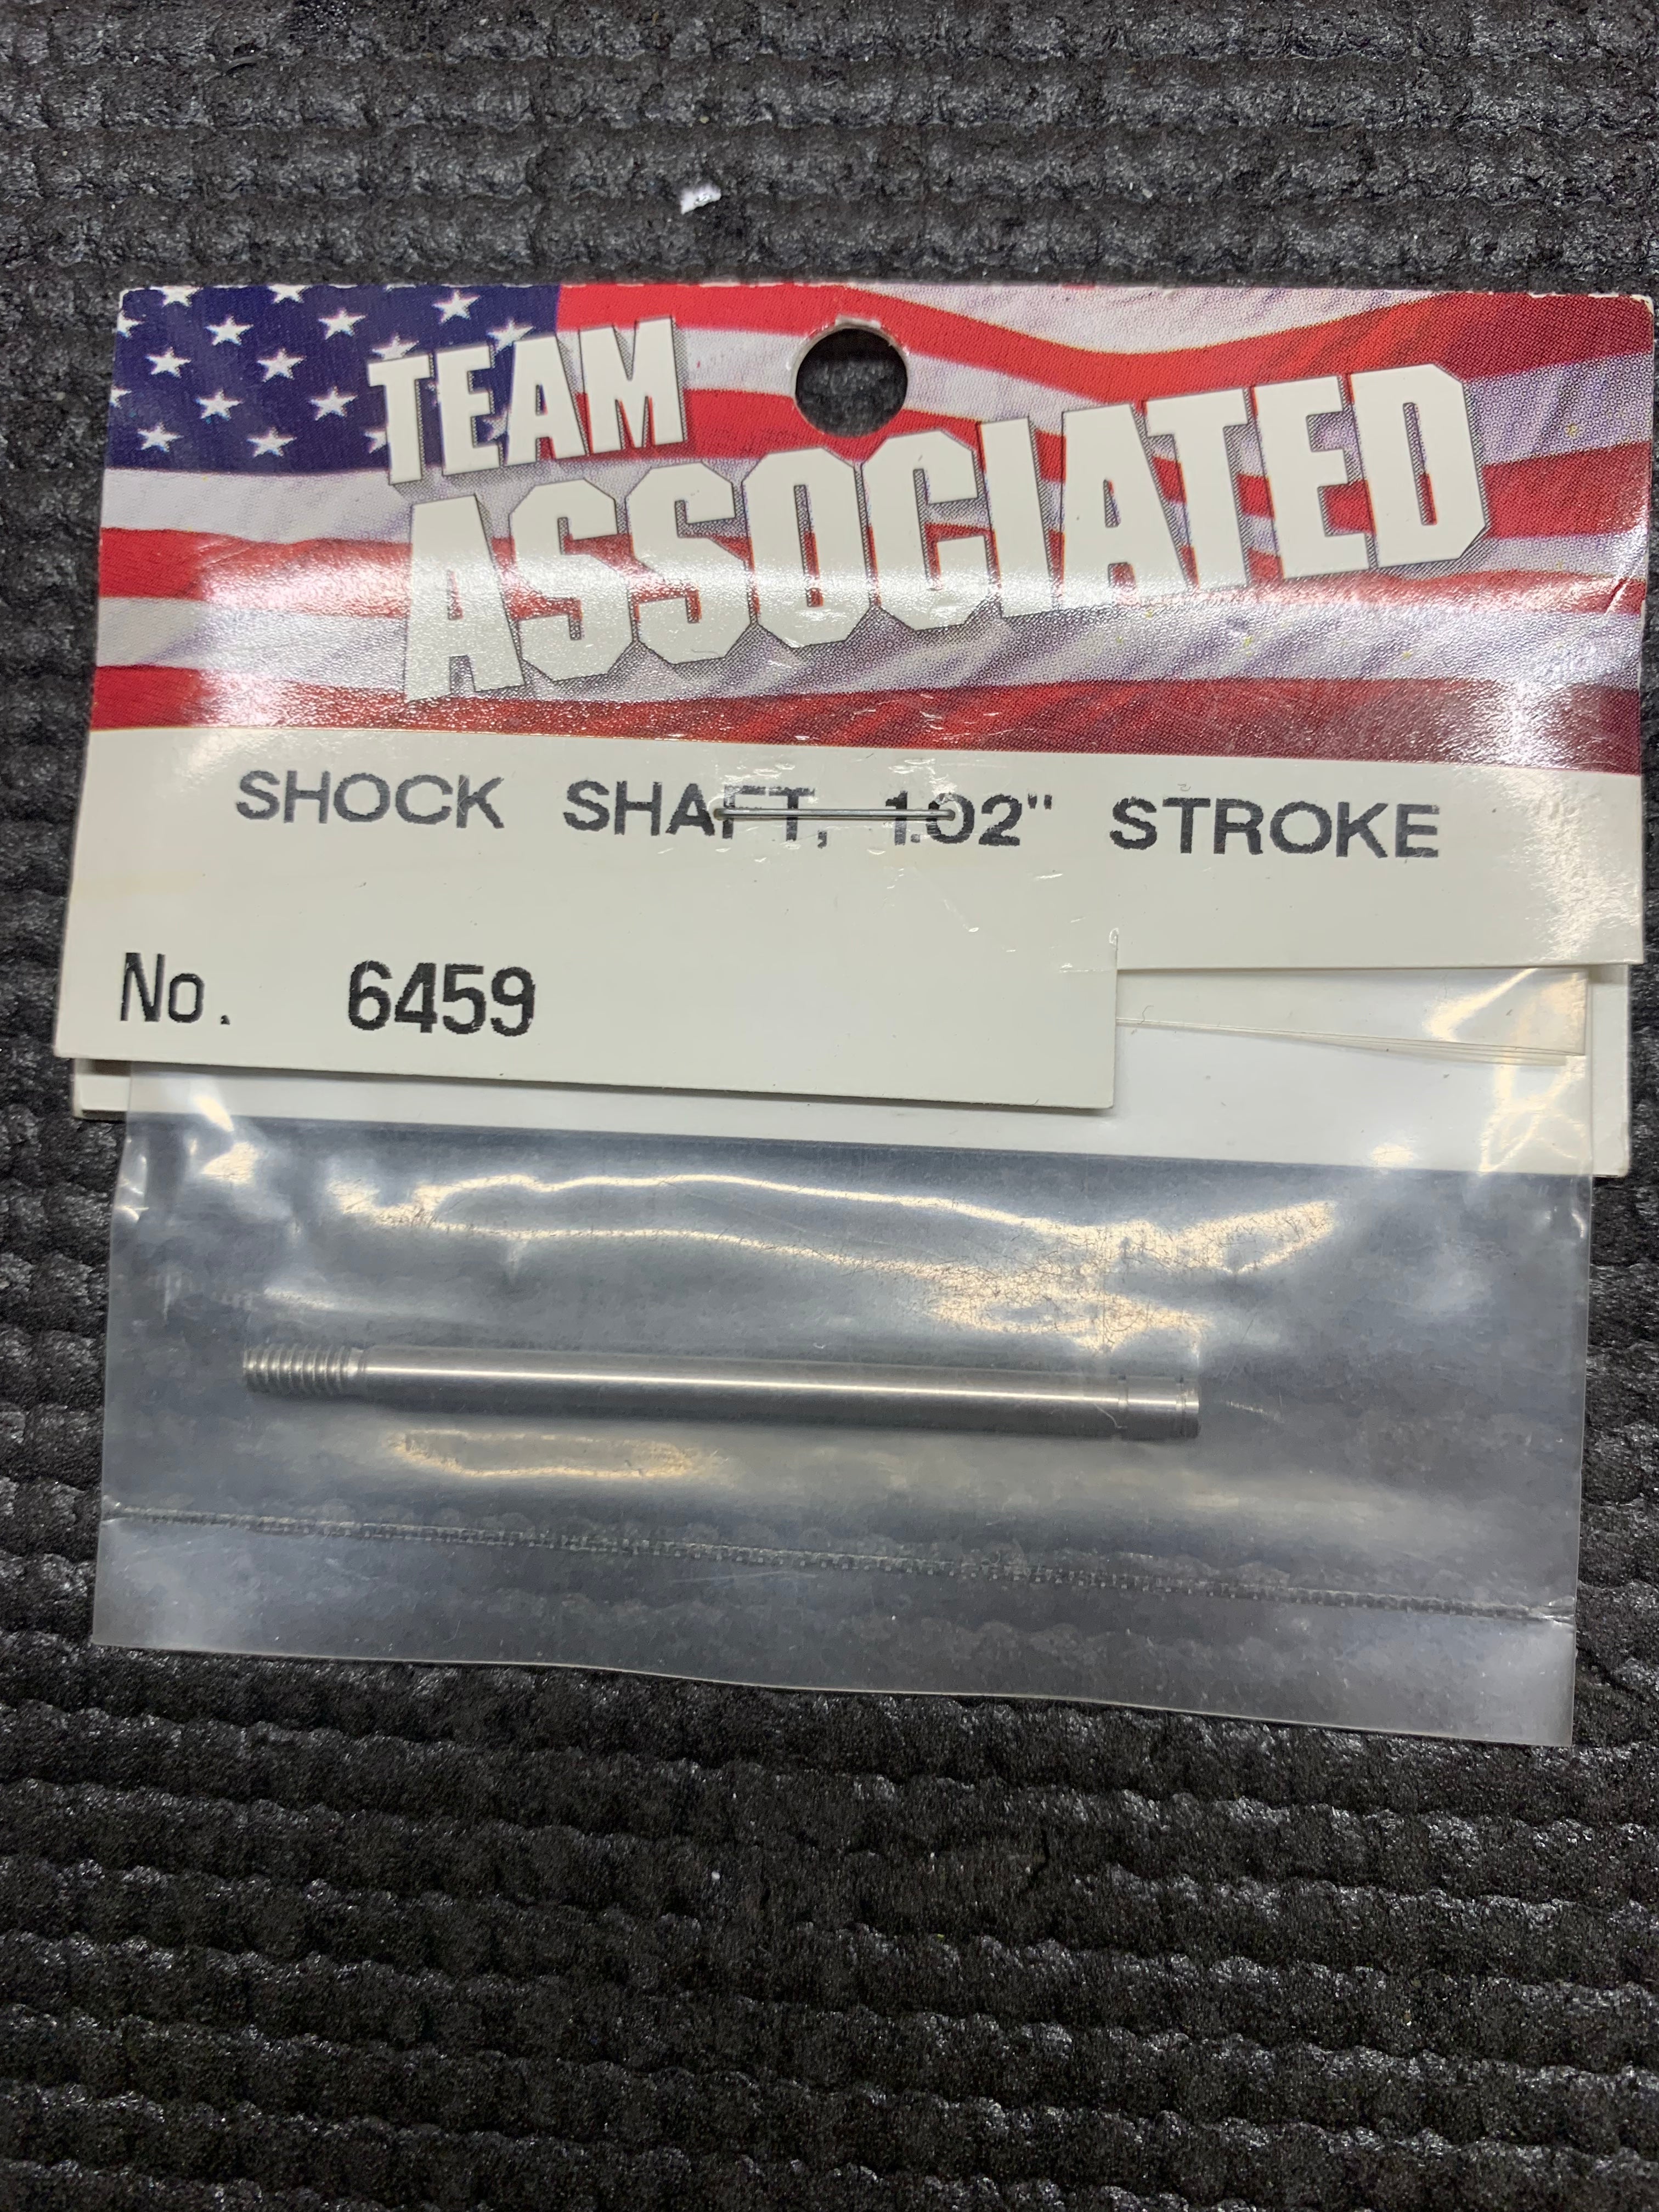 TEAM
ASSOCIATED
SHOCK SHAFT, 1.02" STROKE
No. 6459